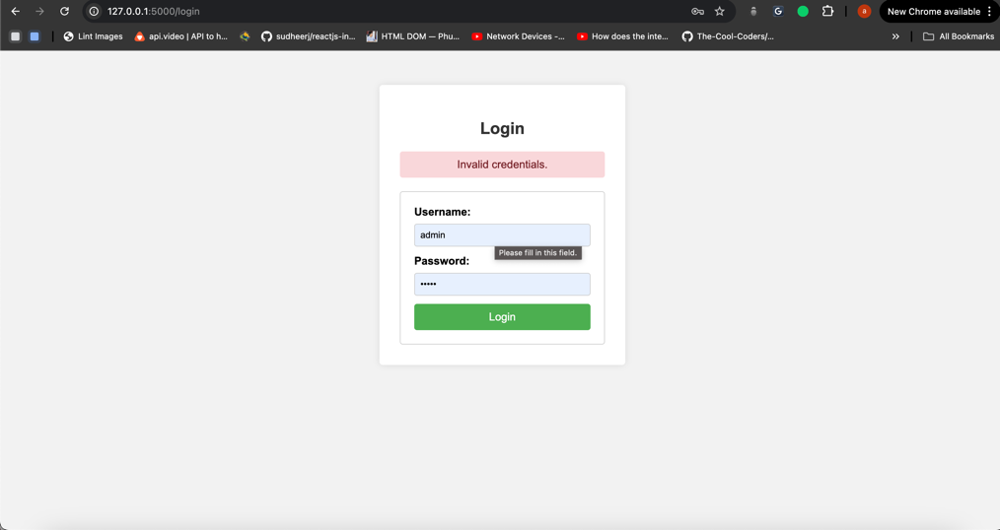 127.0.0.1:5000/login
G
a
New Chrome available
Lint Images
api.video | API to h...
sudheerj/reactjs-in...
HTML DOM — Phu...
Network Devices -...
How does the inte...
The-Cool-Coders/...
»
All Bookmarks
Login
Invalid credentials.
Username:
admin
Please fill in this field.
Password:
•••••
Login